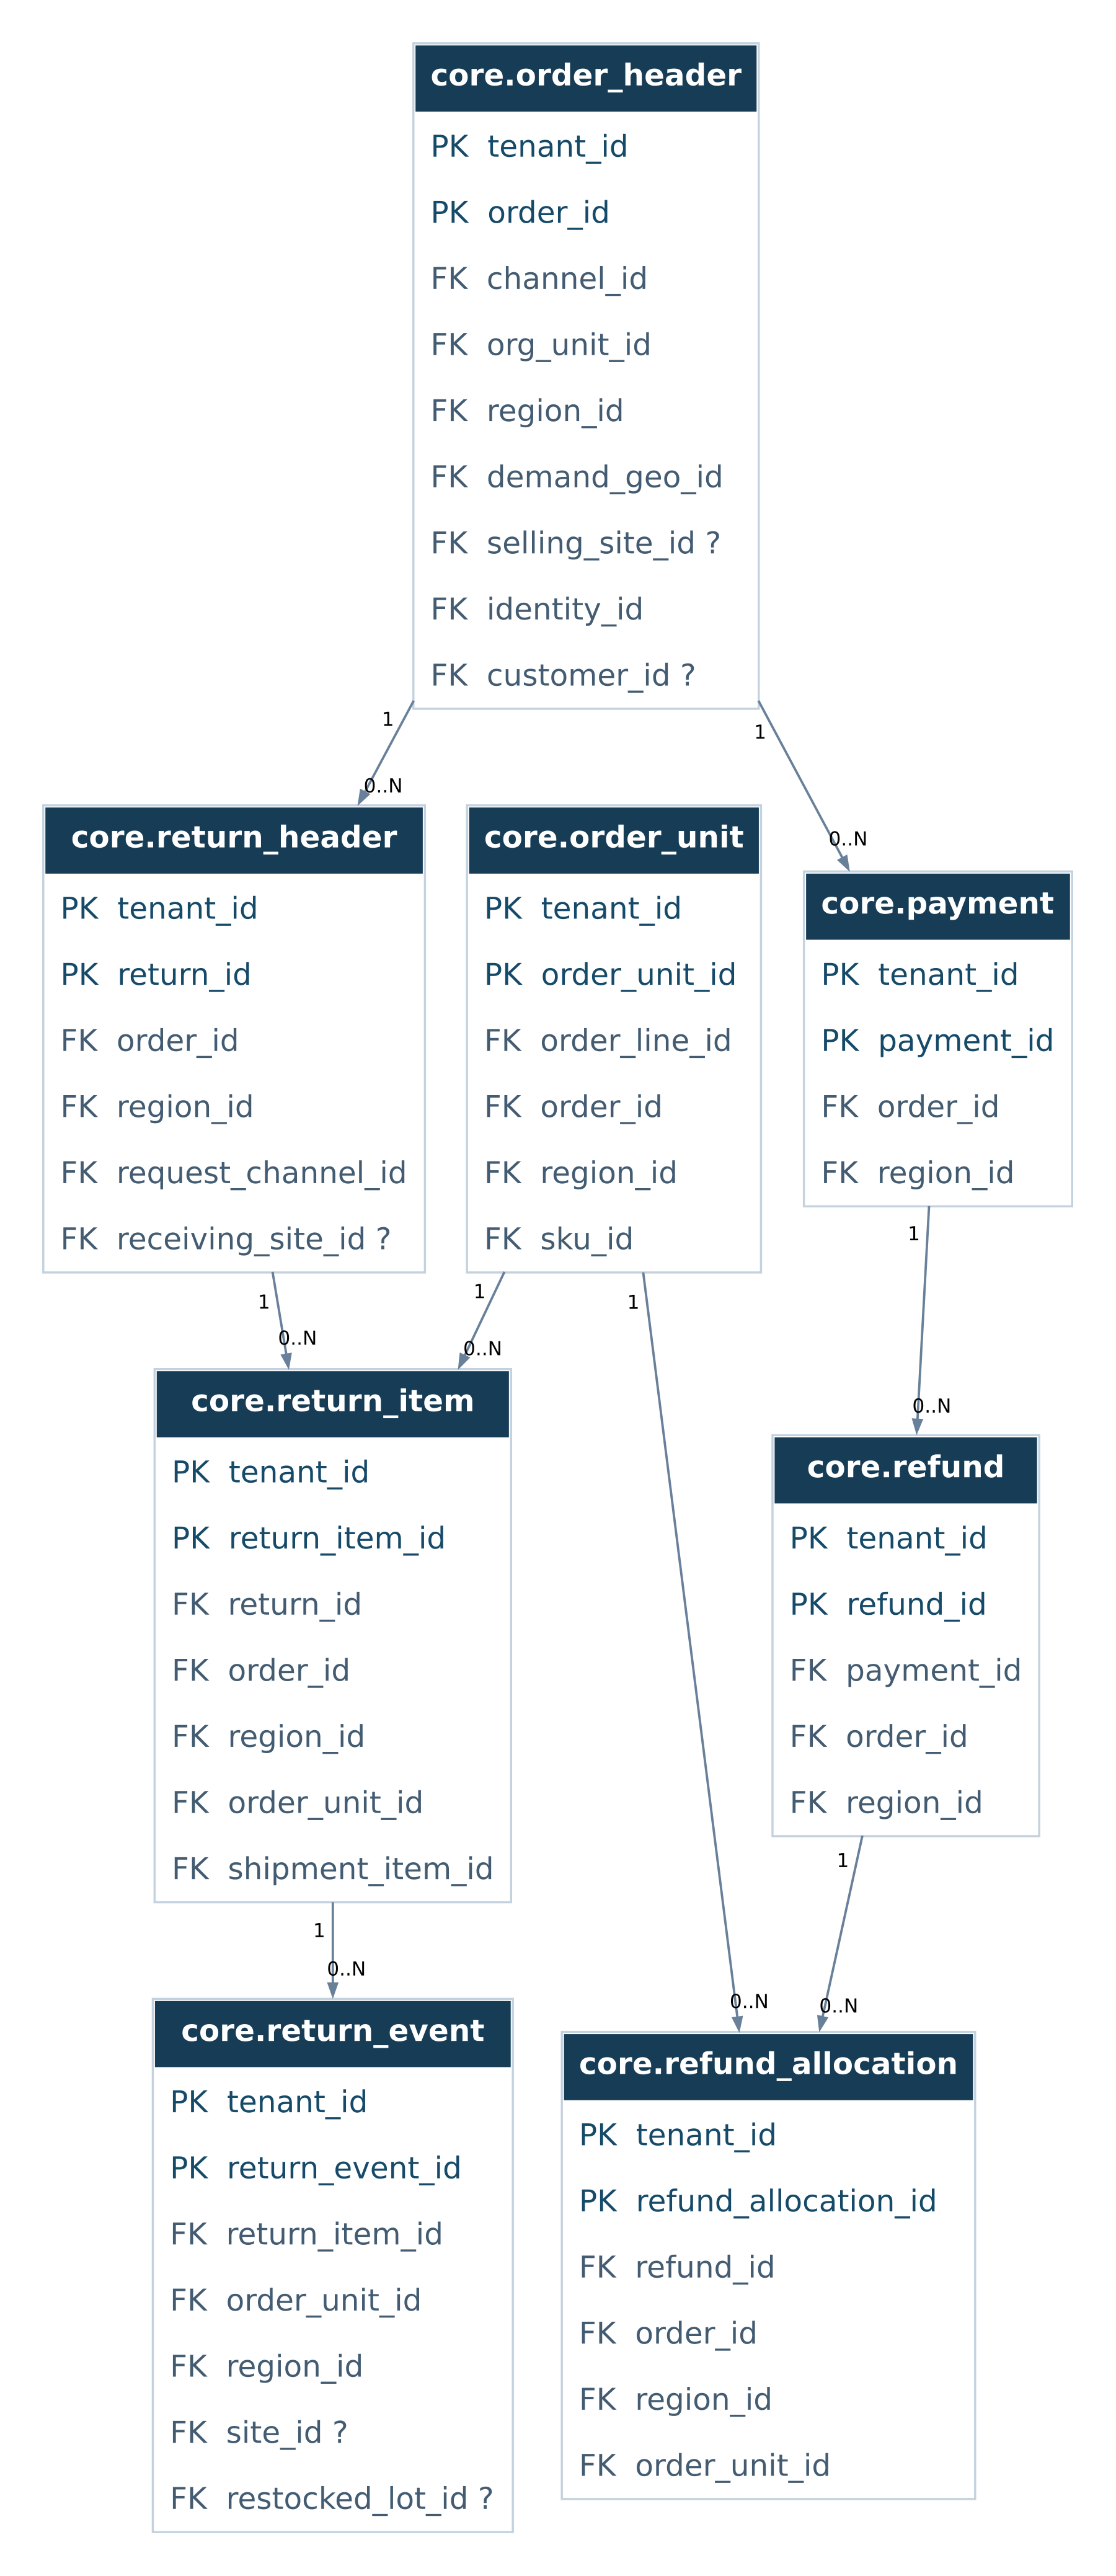 core.order_header
PK tenant_id
PK order_id
FK channel_id
FK org_unit_id
FK region_id
FK demand_geo_id
FK selling_site_id ?
FK identity_id
FK customer_id ?
1
0..N
1
0..N
core.return_header
PK tenant_id
PK return_id
FK order_id
FK region_id
FK request_channel_id
FK receiving_site_id ?
core.order_unit
PK tenant_id
PK order_unit_id
FK order_line_id
FK order_id
FK region_id
FK sku_id
core.payment
PK tenant_id
PK payment_id
FK order_id
FK region_id
1
0..N
1
0..N
1
0..N
1
0..N
core.return_item
PK tenant_id
PK return_item_id
FK return_id
FK order_id
FK region_id
FK order_unit_id
FK shipment_item_id
core.refund
PK tenant_id
PK refund_id
FK payment_id
FK order_id
FK region_id
1
0..N
1
0..N
core.return_event
PK tenant_id
PK return_event_id
FK return_item_id
FK order_unit_id
FK region_id
FK site_id ?
FK restocked_lot_id ?
core.refund_allocation
PK tenant_id
PK refund_allocation_id
FK refund_id
FK order_id
FK region_id
FK order_unit_id